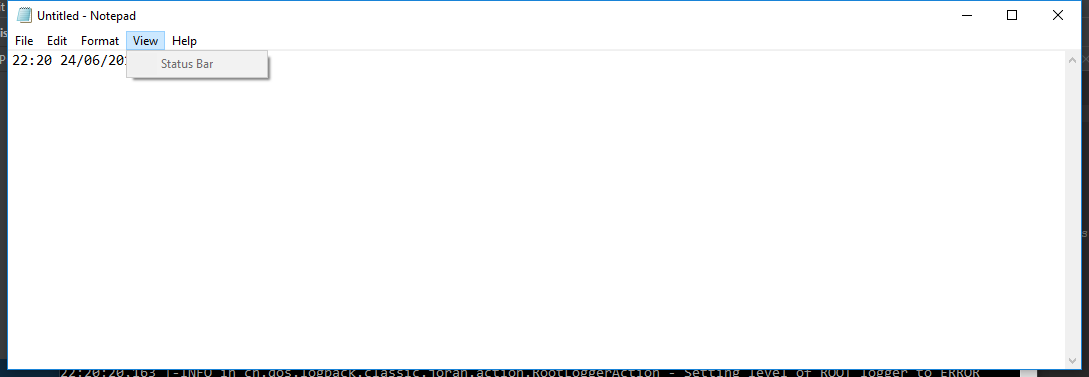 Untitled - Notepad
File Edit Format View Help
22:20 24/06/20
Status Bar
22:20:20.163 |-INFO in ch.qos.logback.classic.joran.action.RootLoggerAction - Setting level of ROOT logger to ERROR